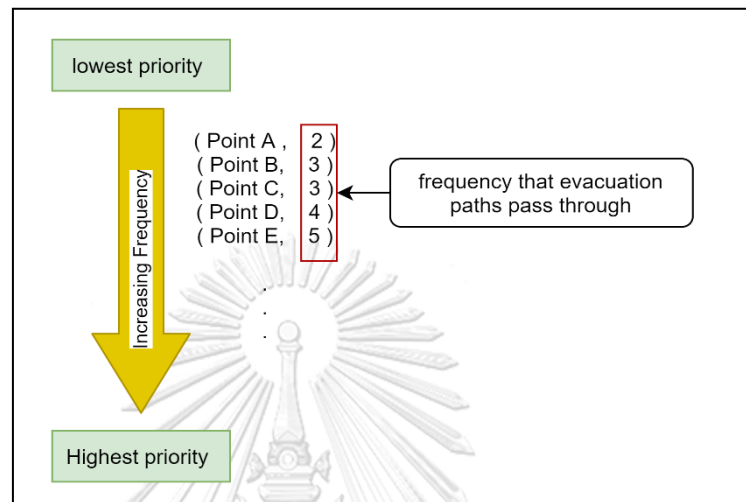 lowest priority
( Point A , 2 )
( Point B, 3 )
( Point C, 3 )
( Point D, 4 )
( Point E, 5 )
.
.
.
frequency that evacuation
paths pass through
Increasing Frequency
Highest priority